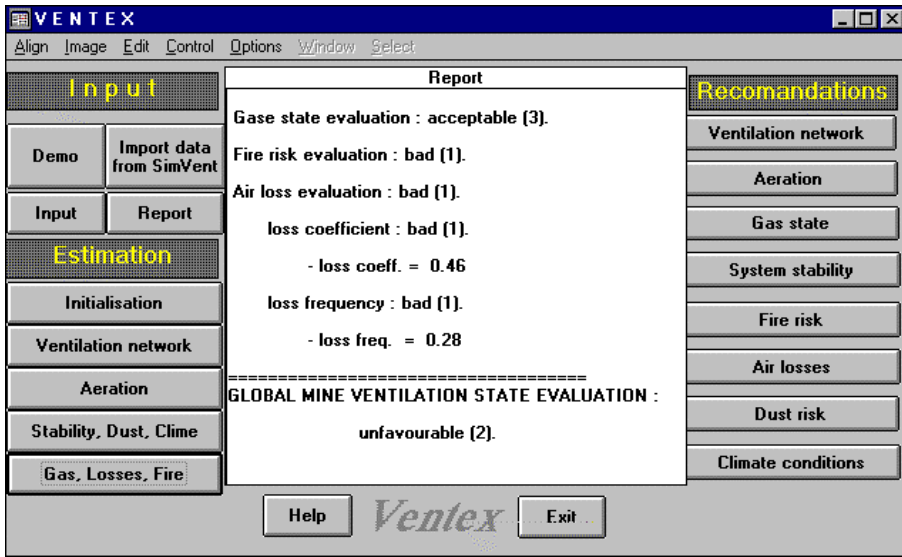 VENTEX
Align Image Edit Control Options Window Select
Input
Demo
Import data
from SimVent
Input
Report
Estimation
Initialisation
Ventilation network
Aeration
Stability, Dust, Clime
Gas, Losses, Fire
Report
Gase state evaluation : acceptable (3).
Fire risk evaluation : bad (1).
Air loss evaluation : bad (1).
loss coefficient : bad (1).
- loss coeff. = 0.46
loss frequency : bad (1).
- loss freq. = 0.28
====================================
GLOBAL MINE VENTILATION STATE EVALUATION :
unfavourable (2).
Recomandations
Ventilation network
Aeration
Gas state
System stability
Fire risk
Air losses
Dust risk
Climate conditions
Help
Ventex
Exit